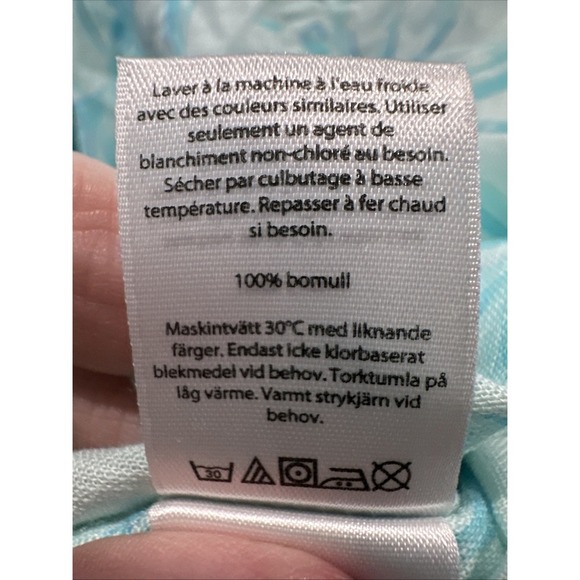 Laver à la machine à l'eau froide
avec des couleurs similaires. Utiliser
seulement un agent de
blanchiment non-chloré au besoin.
Sécher par culbutage à basse
température. Repasser à fer chaud
si besoin.
100% bomull
Maskintvätt 30°C med liknande
färger. Endast icke klorbaserat
blekmedel vid behov. Torktumla på
låg värme. Varmt strykjärn vid
behov.
30